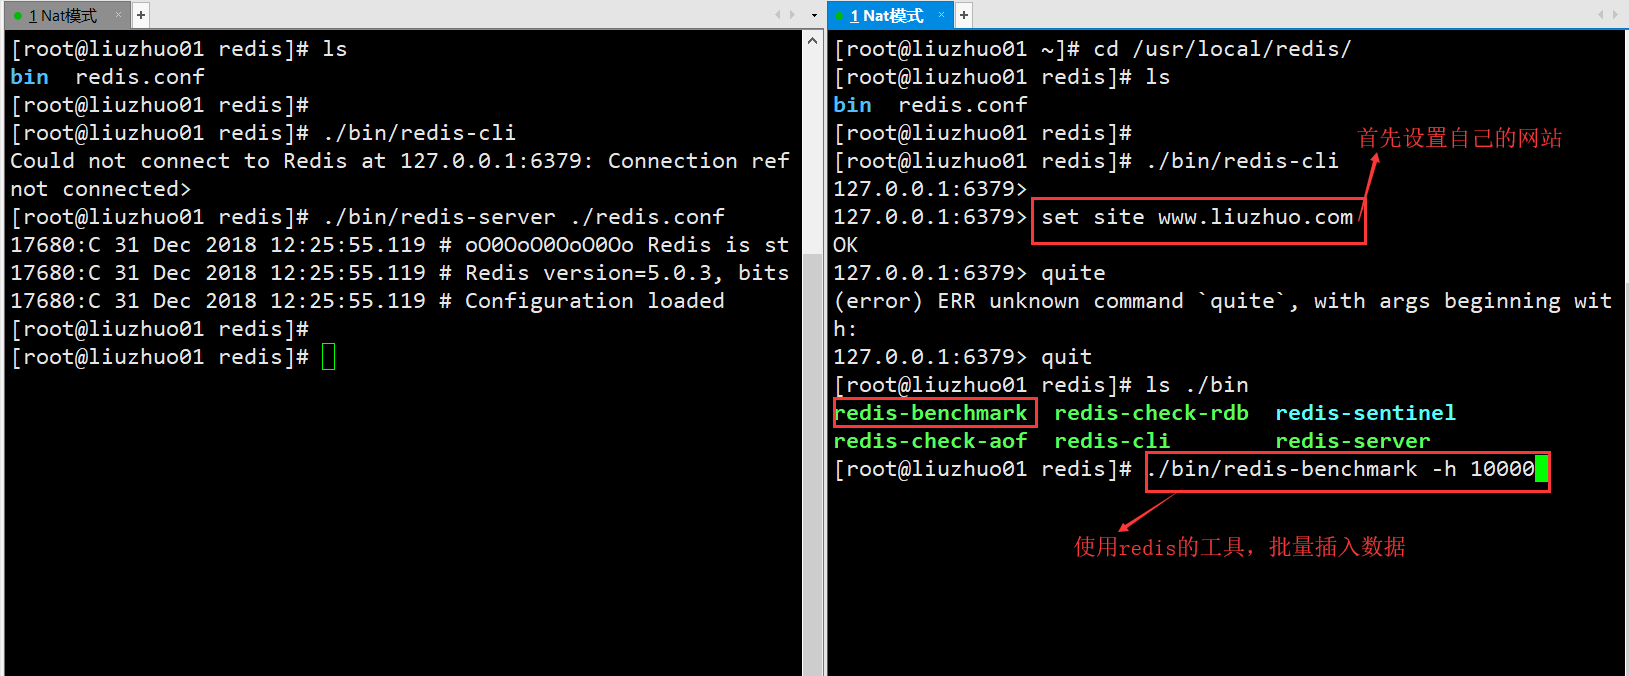 1 Nat模式 × +
[root@liuzhuo01 redis]# ls
bin  redis.conf
[root@liuzhuo01 redis]#
[root@liuzhuo01 redis]# ./bin/redis-cli
Could not connect to Redis at 127.0.0.1:6379: Connection ref
not connected>
[root@liuzhuo01 redis]# ./bin/redis-server ./redis.conf
17680:C 31 Dec 2018 12:25:55.119 # oO0OoO0OoO0Oo Redis is st
17680:C 31 Dec 2018 12:25:55.119 # Redis version=5.0.3, bits
17680:C 31 Dec 2018 12:25:55.119 # Configuration loaded
[root@liuzhuo01 redis]#
[root@liuzhuo01 redis]#
1 Nat模式 × +
[root@liuzhuo01 ~]# cd /usr/local/redis/
[root@liuzhuo01 redis]# ls
bin  redis.conf
[root@liuzhuo01 redis]#
首先设置自己的网站
[root@liuzhuo01 redis]# ./bin/redis-cli
127.0.0.1:6379>
127.0.0.1:6379> set site www.liuzhuo.com
OK
127.0.0.1:6379> quite
(error) ERR unknown command `quite`, with args beginning wit
h:
127.0.0.1:6379> quit
[root@liuzhuo01 redis]# ls ./bin
redis-benchmark  redis-check-rdb  redis-sentinel
redis-check-aof  redis-cli        redis-server
[root@liuzhuo01 redis]# ./bin/redis-benchmark -h 10000
使用redis的工具，批量插入数据